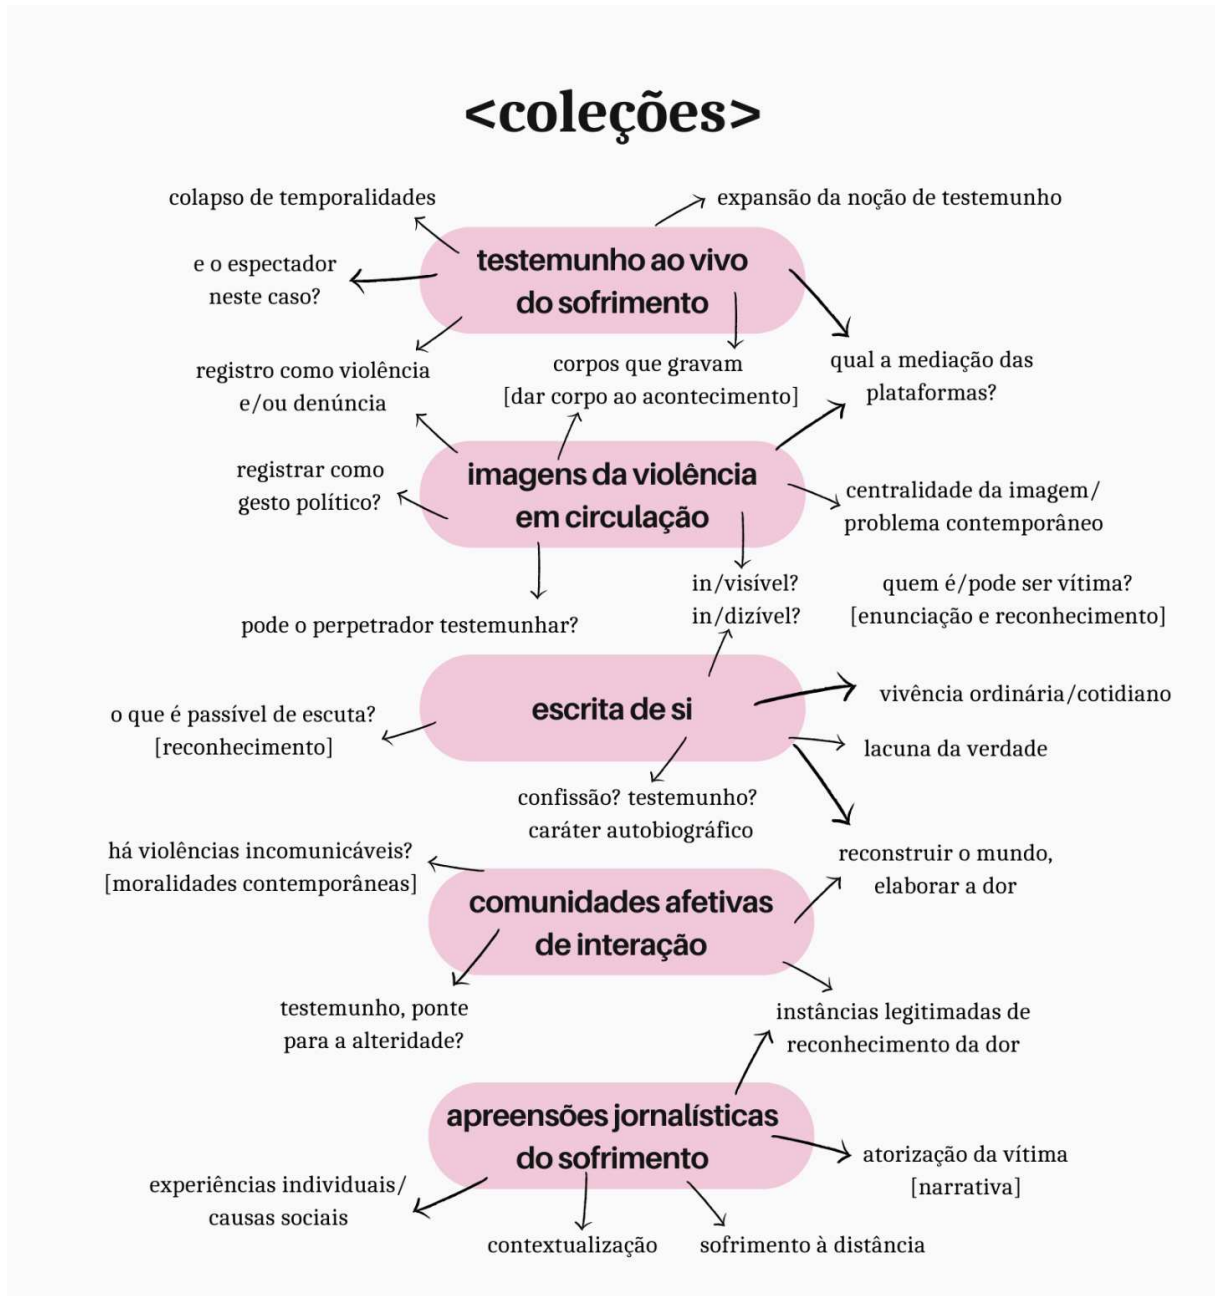 <coleções>
colapso de temporalidades
expansão da noção de testemunho
testemunho ao vivo
do sofrimento
e o espectador
neste caso?
registro como violência
e/ou denúncia
corpos que gravam
[dar corpo ao acontecimento]
qual a mediação das
plataformas?
imagens da violência
em circulação
registrar como
gesto político?
centralidade da imagem/
problema contemporâneo
pode o perpetrador testemunhar?
in/visível?
in/dizível?
quem é/pode ser vítima?
[enunciação e reconhecimento]
escrita de si
vivência ordinária/cotidiano
o que é passível de escuta?
[reconhecimento]
lacuna da verdade
confissão? testemunho?
caráter autobiográfico
há violências incomunicáveis?
[moralidades contemporâneas]
reconstruir o mundo,
elaborar a dor
comunidades afetivas
de interação
testemunho, ponte
para a alteridade?
instâncias legitimadas de
reconhecimento da dor
apreensões jornalísticas
do sofrimento
atorização da vítima
[narrativa]
experiências individuais/
causas sociais
contextualização
sofrimento à distância